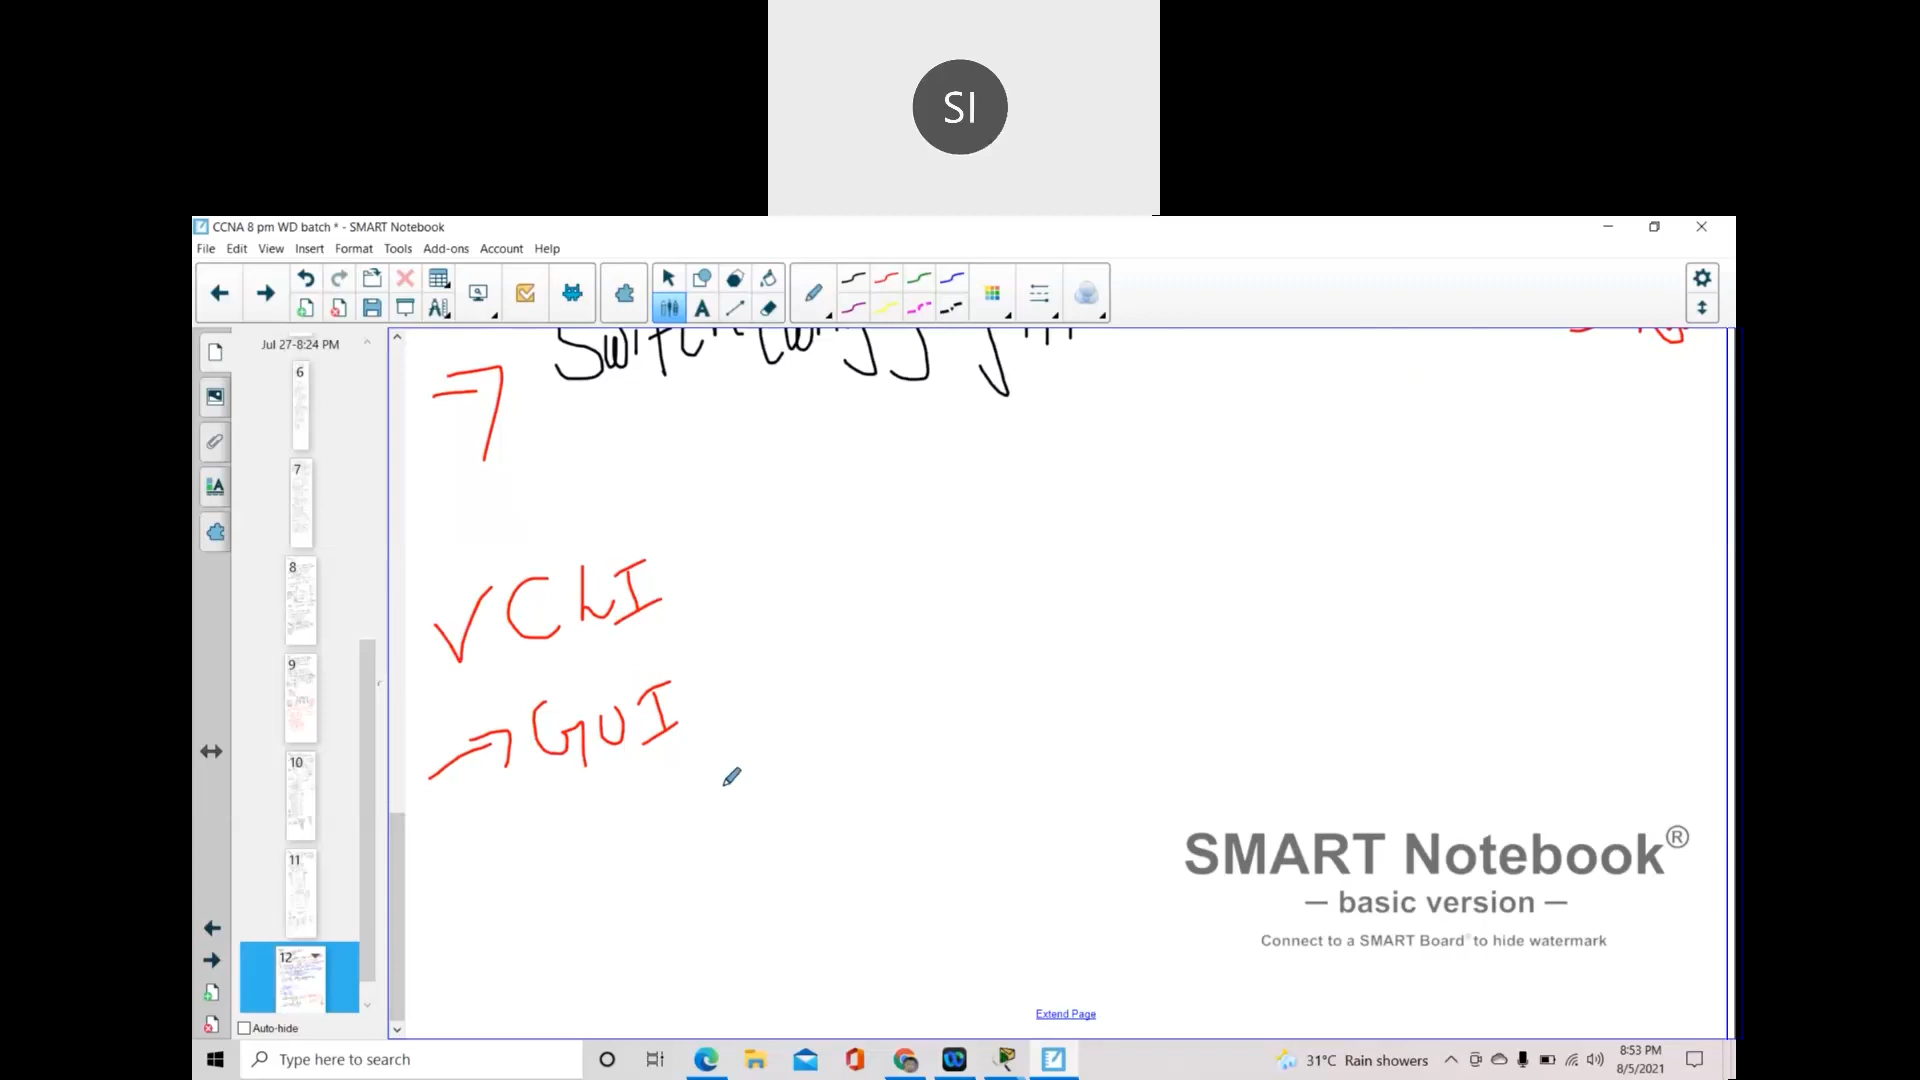 SI
CCNA 8 pm WD batch * - SMART Notebook
File Edit View Insert Format Tools Add-ons Account Help
Jul 27-8:24 PM
6
7
8
9
10
11
12
Auto-hide
CLI
GUI
SMART Notebook®
— basic version —
Connect to a SMART Board® to hide watermark
Extend Page
Type here to search
31°C Rain showers
8:53 PM
8/5/2021